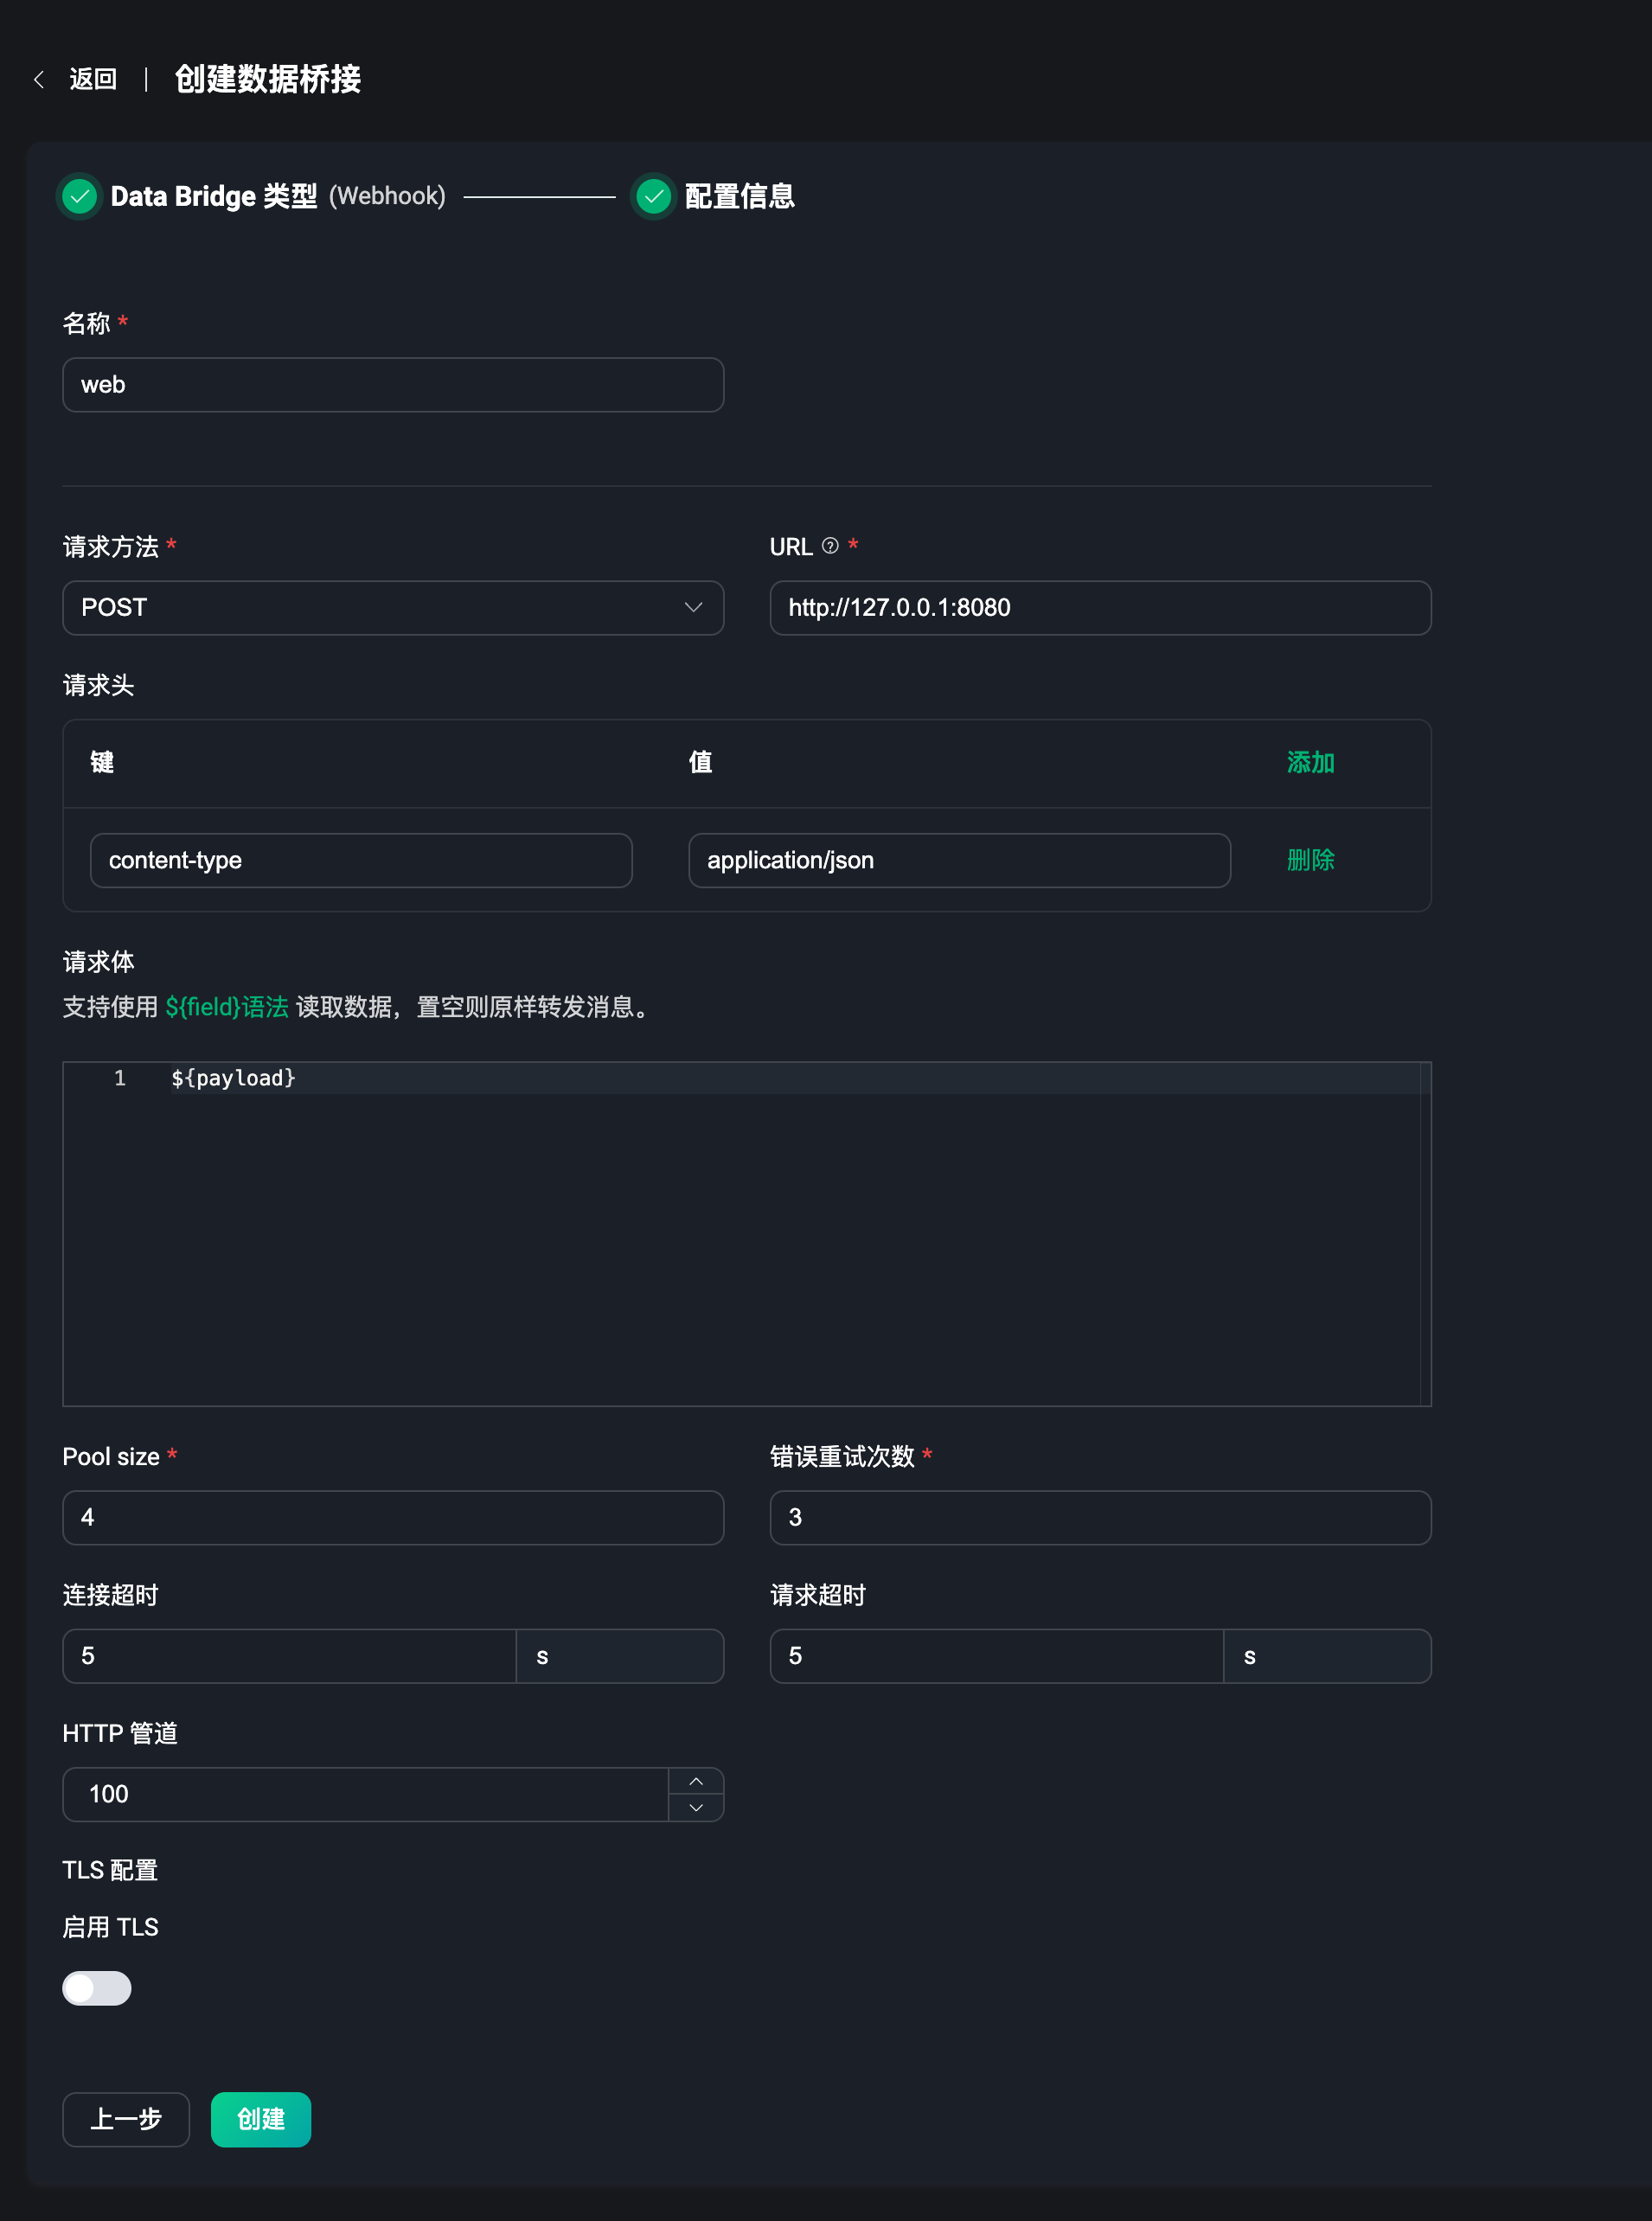 返回 | 创建数据桥接
Data Bridge 类型 (Webhook) 配置信息
名称 *
web
请求方法 * URL *
POST http://127.0.0.1:8080
请求头
键 值 添加
content-type application/json 删除
请求体
支持使用 ${field}语法 读取数据，置空则原样转发消息。
1 ${payload}
Pool size * 错误重试次数 *
4 3
连接超时 请求超时
5 s 5 s
HTTP 管道
100
TLS 配置
启用 TLS
上一步 创建